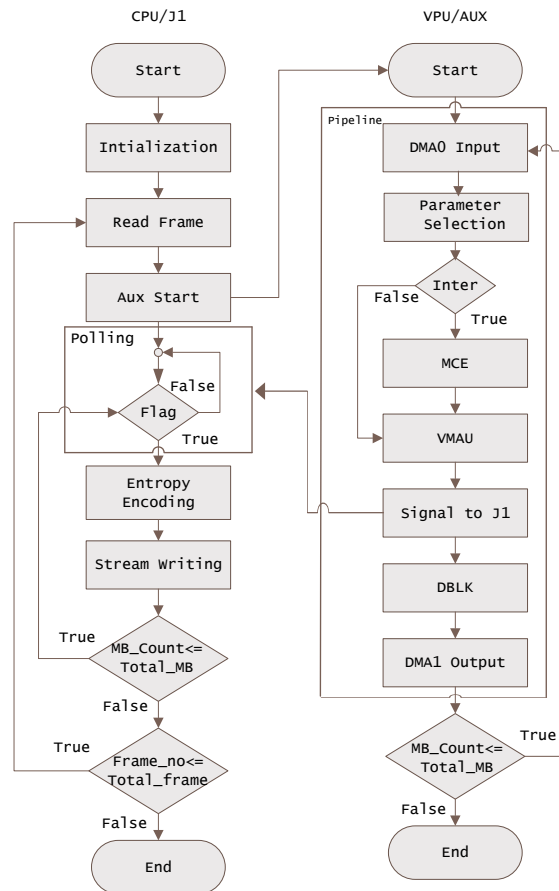 CPU/J1
Start
Intialization
Read Frame
Aux Start
Polling
False
Flag
True
Entropy
Encoding
Stream Writing
True
MB_Count<=
Total_MB
False
True
Frame_no<=
Total_frame
False
End
VPU/AUX
Start
Pipeline
DMA0 Input
Parameter
Selection
Inter
False
True
MCE
VMAU
Signal to J1
DBLK
DMA1 Output
MB_Count<=
Total_MB
True
False
End